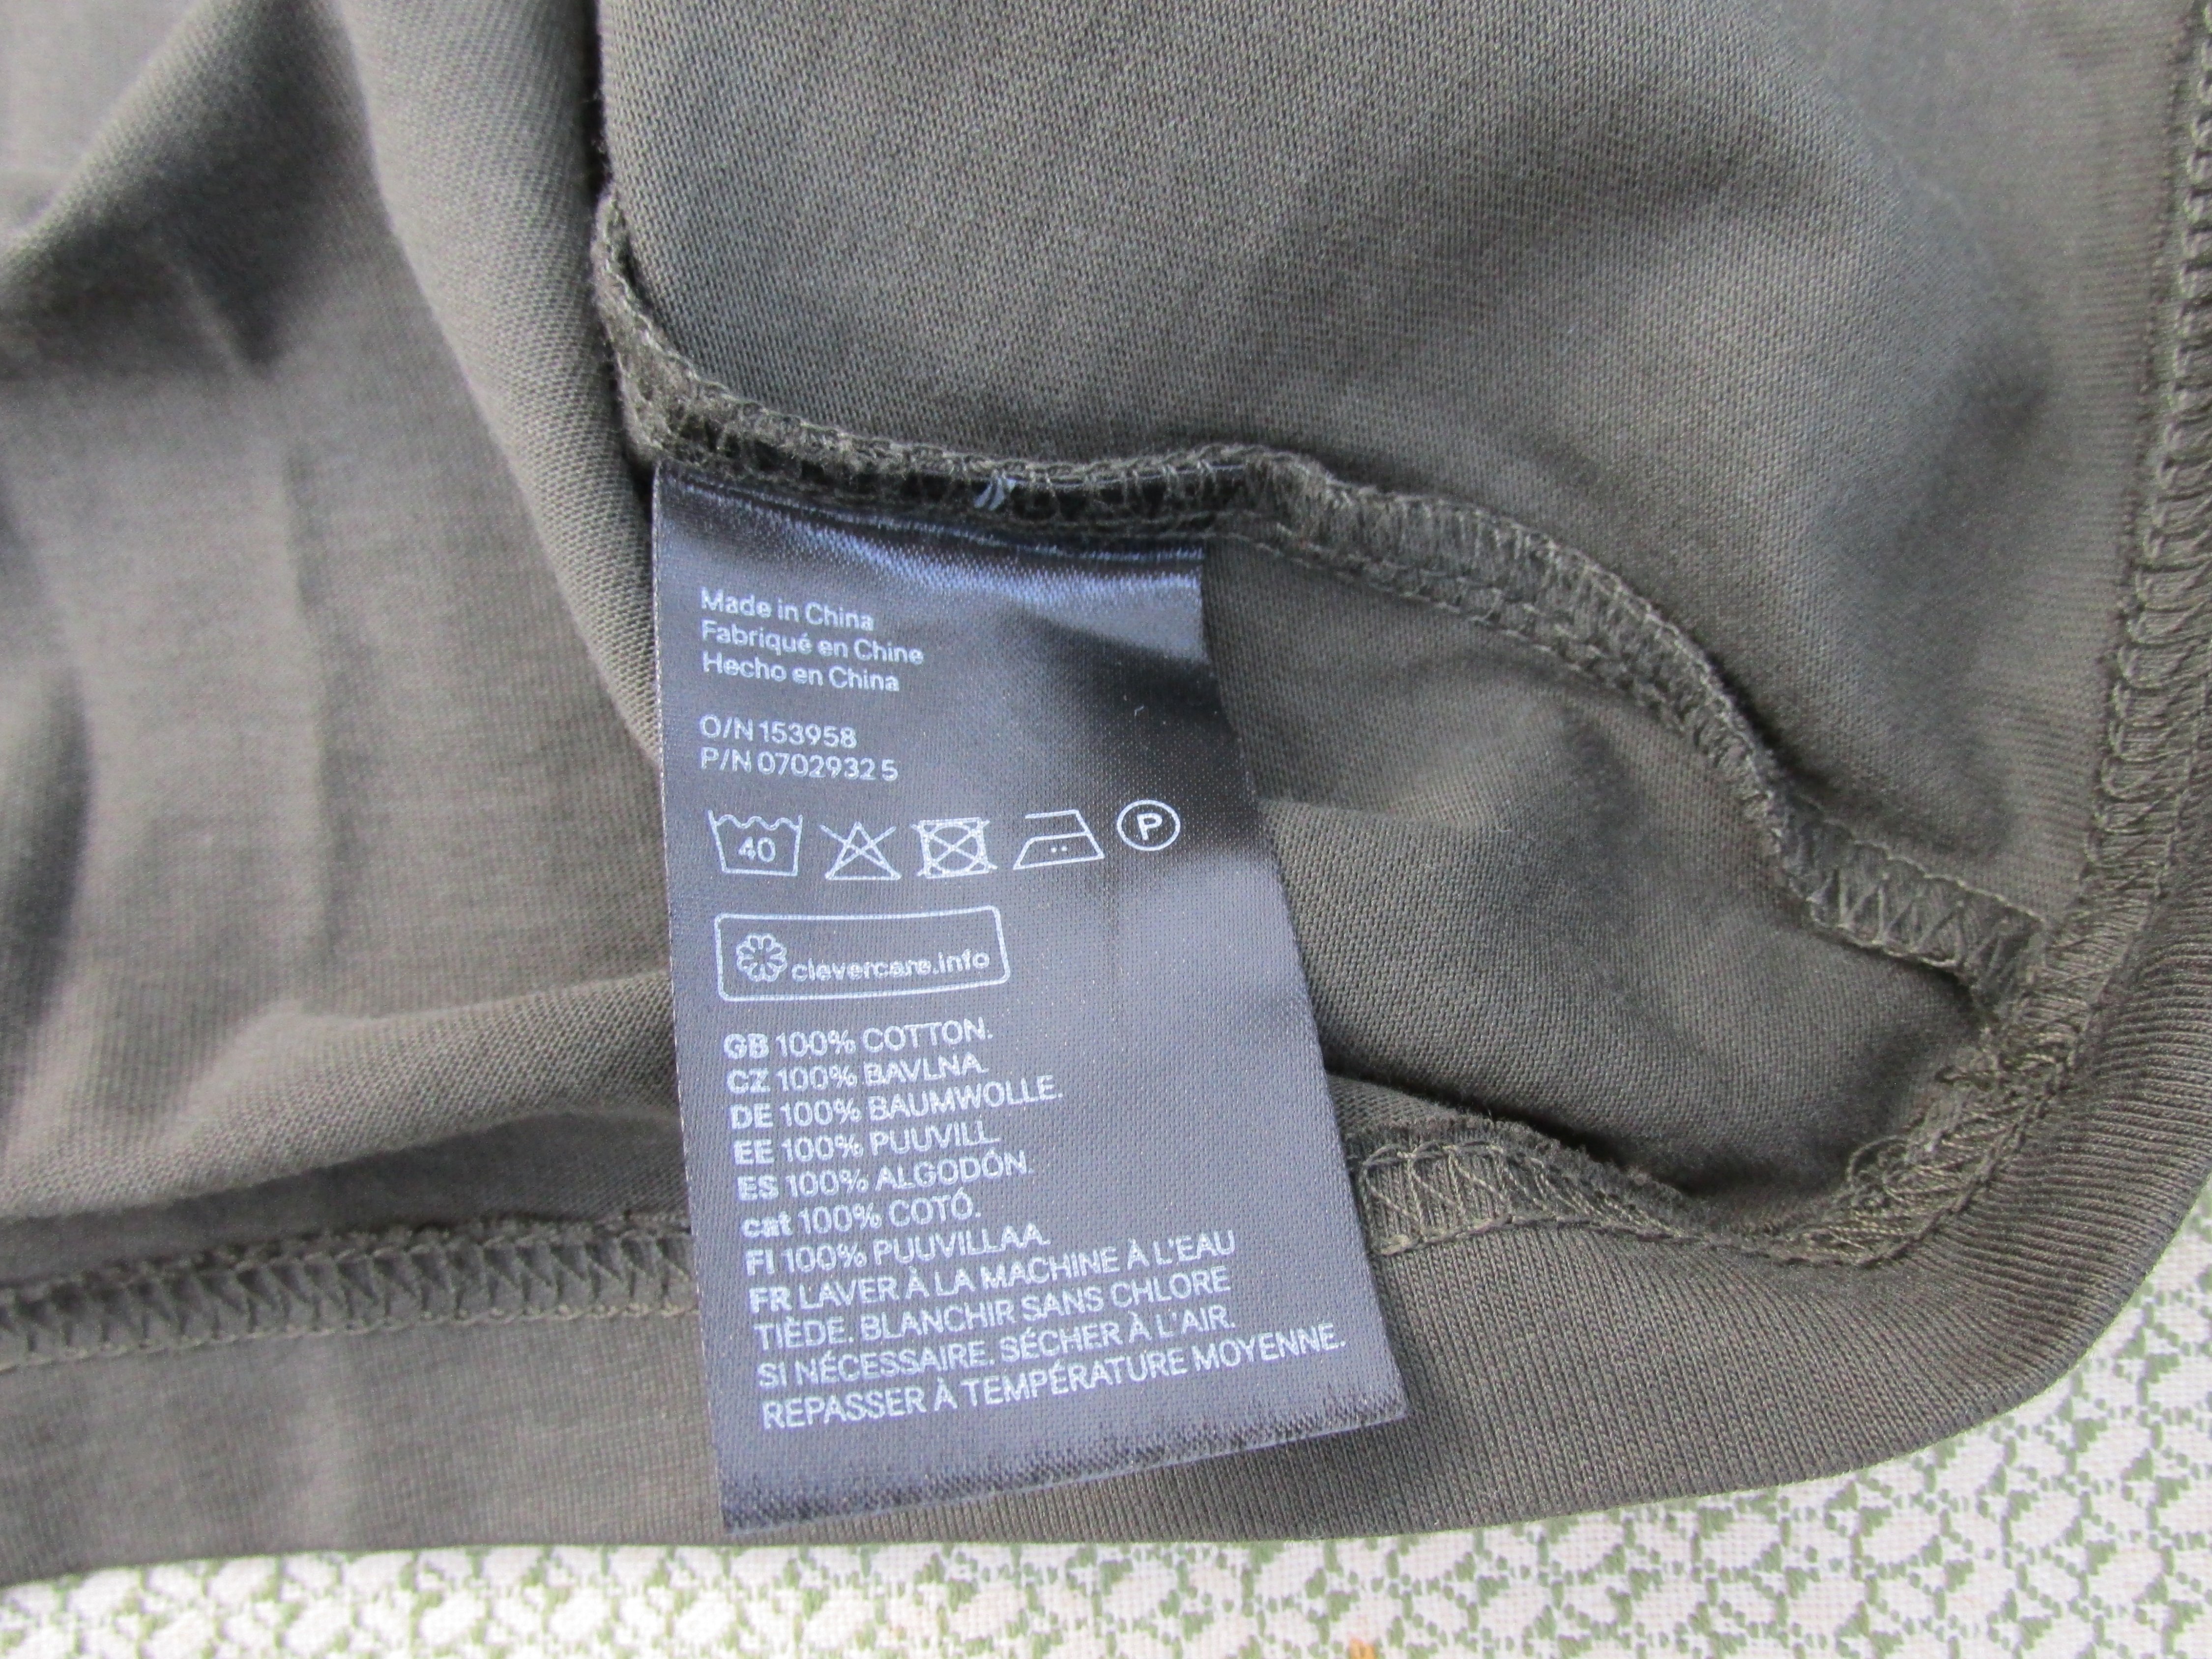 Made in China
Fabriqué en Chine
Hecho en China
O/N 153958
P/N 0702932 5
40
P
clevercare.info
GB 100% COTTON.
CZ 100% BAVLNA.
DE 100% BAUMWOLLE.
EE 100% PUUVILL.
ES 100% ALGODÓN.
cat 100% COTÓ.
FI 100% PUUVILLAA.
FR LAVER À LA MACHINE À L'EAU
TIÈDE. BLANCHIR SANS CHLORE
SI NÉCESSAIRE. SÉCHER À L'AIR.
REPASSER À TEMPÉRATURE MOYENNE.